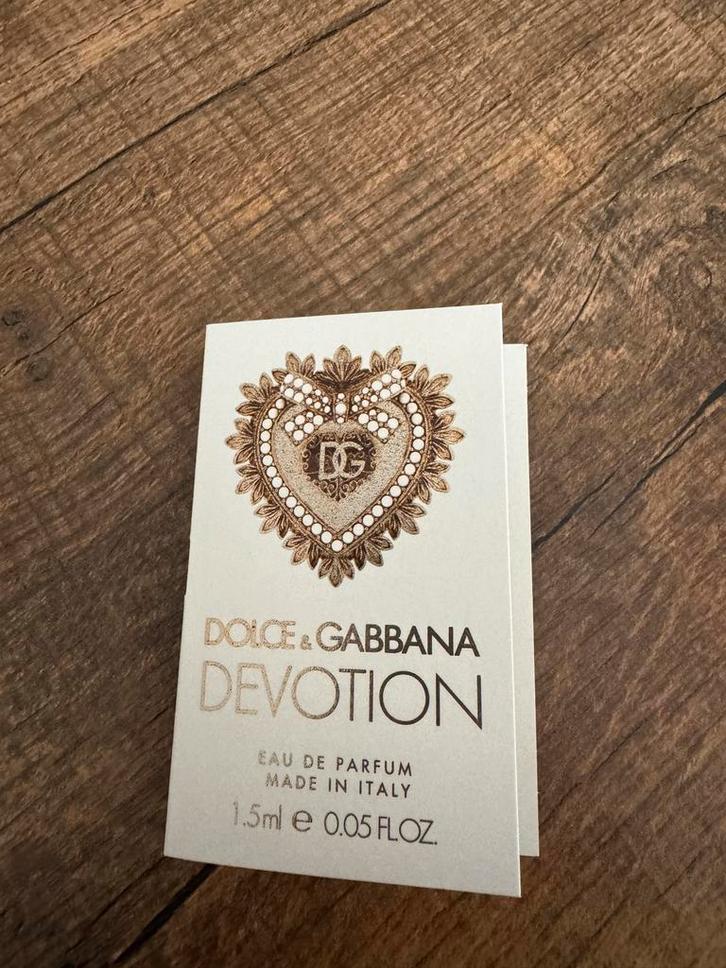 DG
DOLCE & GABBANA
DEVOTION
EAU DE PARFUM
MADE IN ITALY
1.5ml ℮ 0.05 FL.OZ.